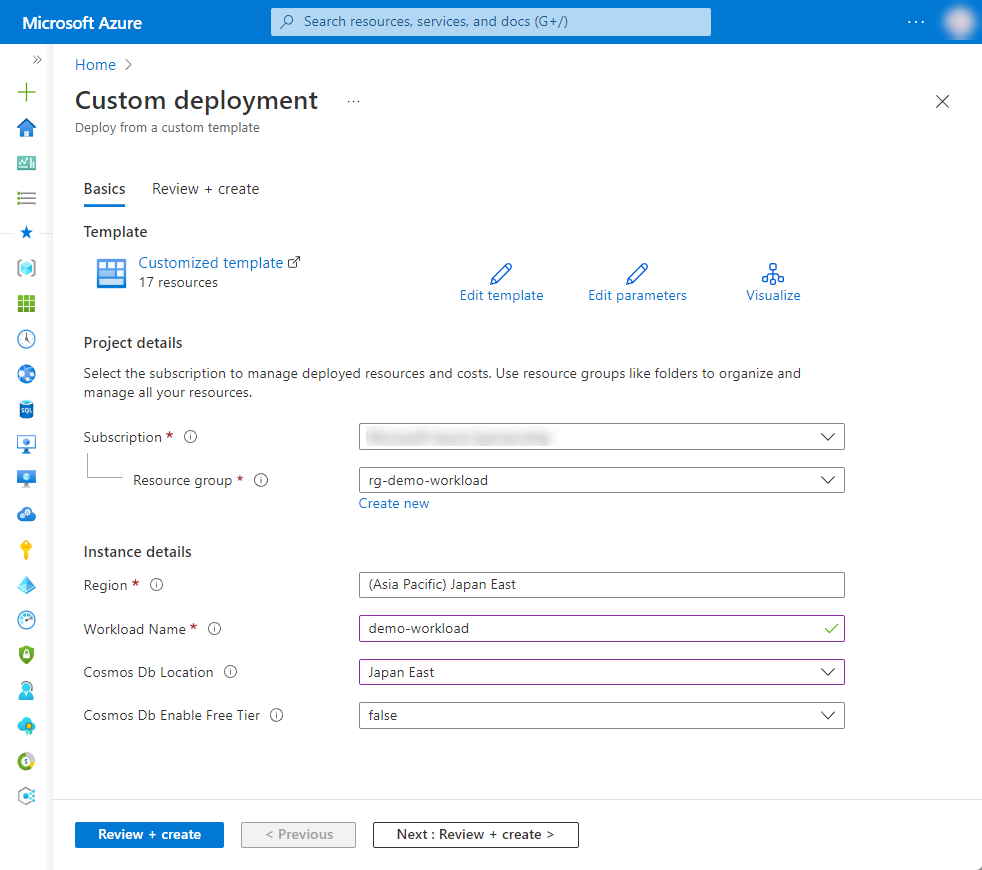 Microsoft Azure
Search resources, services, and docs (G+/)
Home
Custom deployment
Deploy from a custom template
Basics
Review + create
Template
Customized template
17 resources
Edit template
Edit parameters
Visualize
Project details
Select the subscription to manage deployed resources and costs. Use resource groups like folders to organize and
manage all your resources.
Subscription *
Resource group *
rg-demo-workload
Create new
Instance details
Region *
(Asia Pacific) Japan East
Workload Name *
demo-workload
Cosmos Db Location
Japan East
Cosmos Db Enable Free Tier
false
Review + create
< Previous
Next : Review + create >